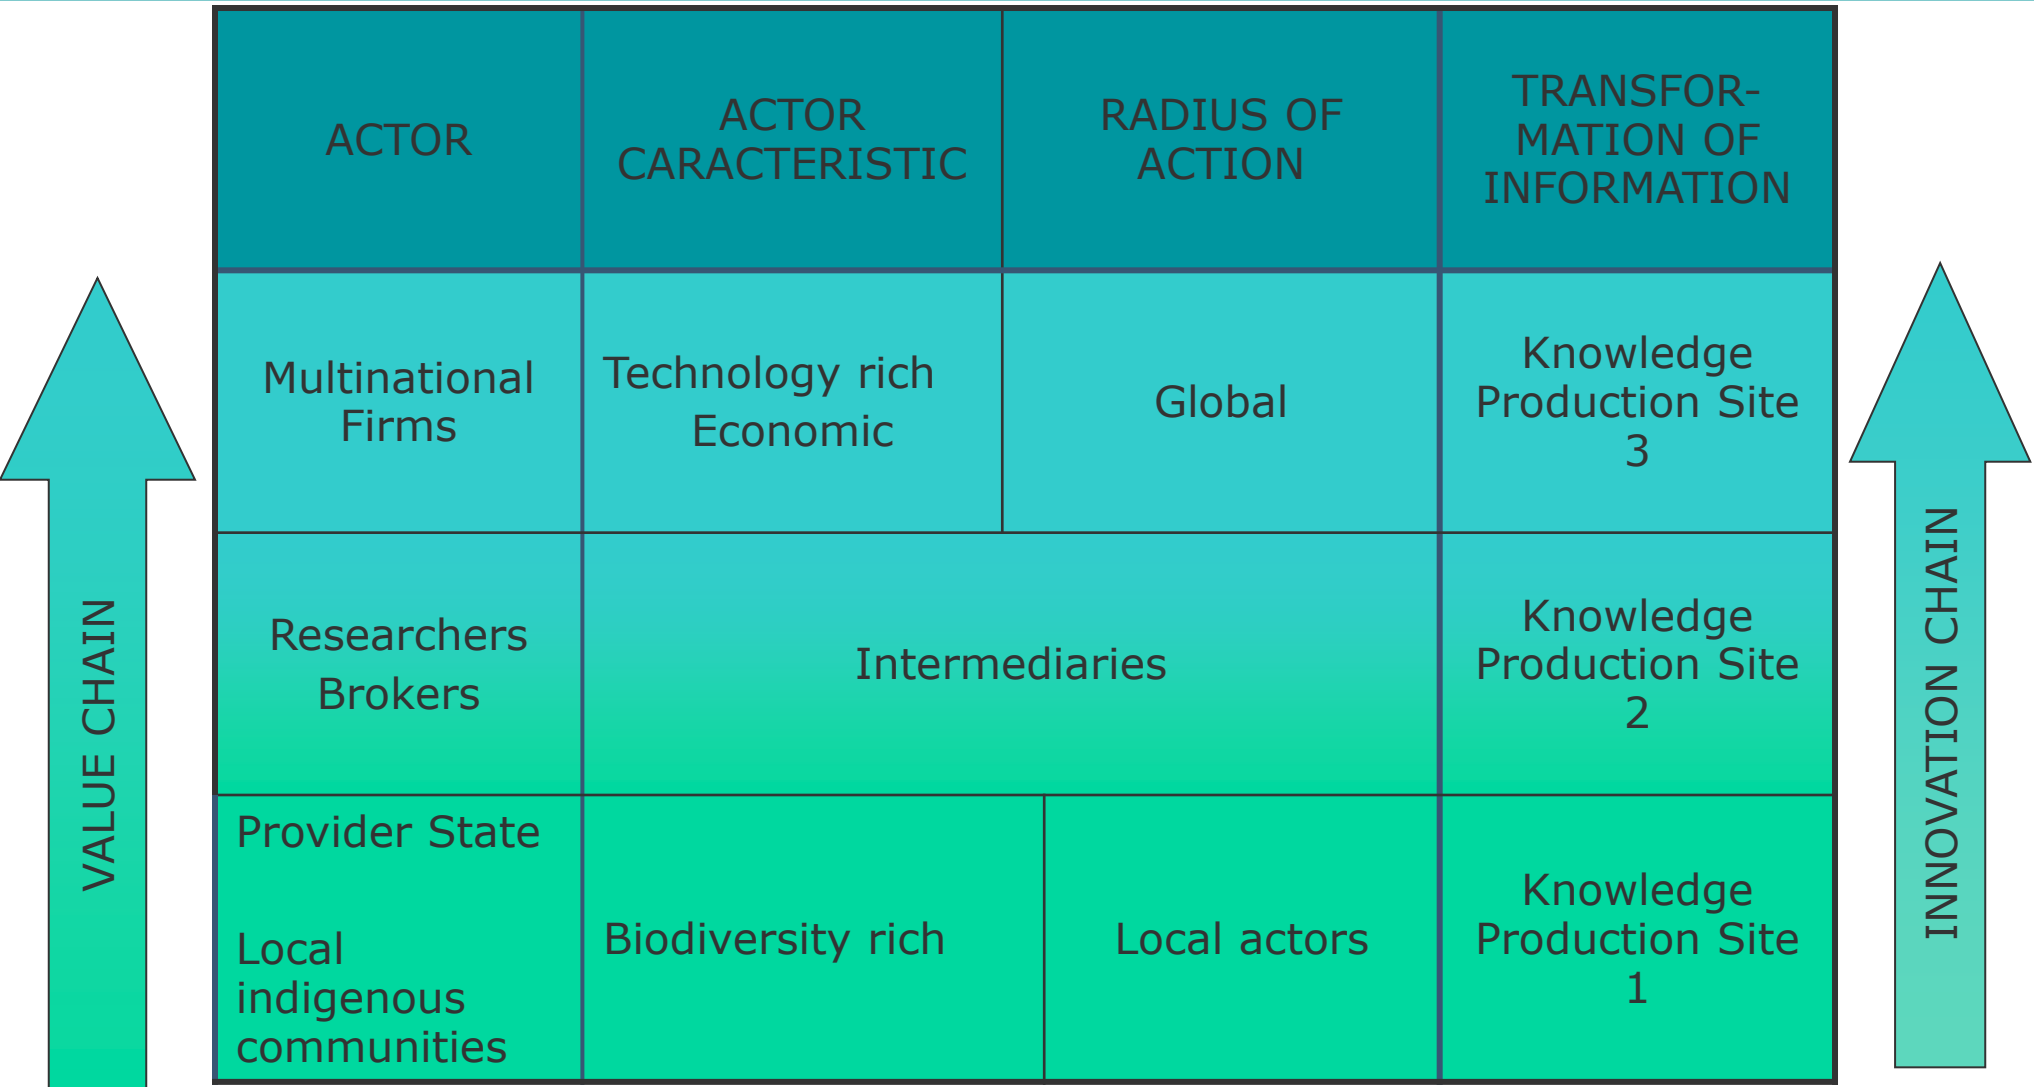 ACTOR
ACTOR
CARACTERISTIC
RADIUS OF
ACTION
TRANSFOR-
MATION OF
INFORMATION
Multinational
Firms
Technology rich
Economic
Global
Knowledge
Production Site
3
Researchers
Brokers
Intermediaries
Knowledge
Production Site
2
Provider State
Local
indigenous
communities
Biodiversity rich
Local actors
Knowledge
Production Site
1
VALUE CHAIN
INNOVATION CHAIN